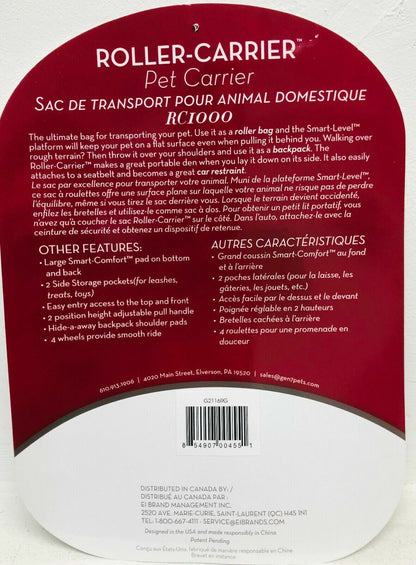 ROLLER-CARRIER™
Pet Carrier
SAC DE TRANSPORT POUR ANIMAL DOMESTIQUE
RC1000
The ultimate bag for transporting your pet. Use it as a roller bag and the Smart-Level™
platform will keep your pet on a flat surface even when pulling it behind you. Walking over
rough terrain? Then throw it over your shoulders and use it as a backpack. The
Roller-Carrier™ makes a great portable den when you lay it down on its side. It also easily
attaches to a seatbelt and becomes a great car restraint.
Le sac par excellence pour transporter votre animal. Muni de la plateforme Smart-Level™,
ce sac à roulettes offre une surface plane sur laquelle votre animal ne risque pas de perdre
l'équilibre, même si vous tirez le sac derrière vous. Lorsque le terrain devient accidenté,
enfilez les bretelles et utilisez-le comme sac à dos. Pour obtenir un petit lit portatif, vous
n'avez qu'à coucher le sac Roller-Carrier™ sur le côté. Dans l'auto, attachez-le avec la
ceinture de sécurité et obtenez un dispositif de retenue.
OTHER FEATURES:
• Large Smart-Comfort™ pad on bottom
and back
• 2 Side Storage pockets(for leashes,
treats, toys)
• Easy entry access to the top and front
• 2 position height adjustable pull handle
• Hide-a-away backpack shoulder pads
• 4 wheels provide smooth ride
AUTRES CARACTÉRISTIQUES
• Grand coussin Smart-Comfort™ au fond
et à l'arrière
• 2 poches latérales (pour la laisse, les
gâteries, les jouets, etc.)
• Accès facile par le dessus et le devant
• Poignée réglable en 2 hauteurs
• Bretelles cachées à l'arrière
• 4 roulettes pour une promenade en
douceur
610.913.1906 | 4020 Main Street, Elverson, PA 19520 | sales@gen7pets.com
G2116RG
8 54907 00455 1
DISTRIBUTED IN CANADA BY: /
DISTRIBUÉ AU CANADA PAR :
EI BRAND MANAGEMENT INC.
2520 AVE. MARIE-CURIE, SAINT-LAURENT (QC) H4S 1N1
TEL: 1-800-667-4111 · SERVICE@EIBRANDS.COM
Designed in the USA and made responsibly in China
Patent Pending
Conçu aux États-Unis, fabriqué de manière responsable en Chine
Brevet en instance